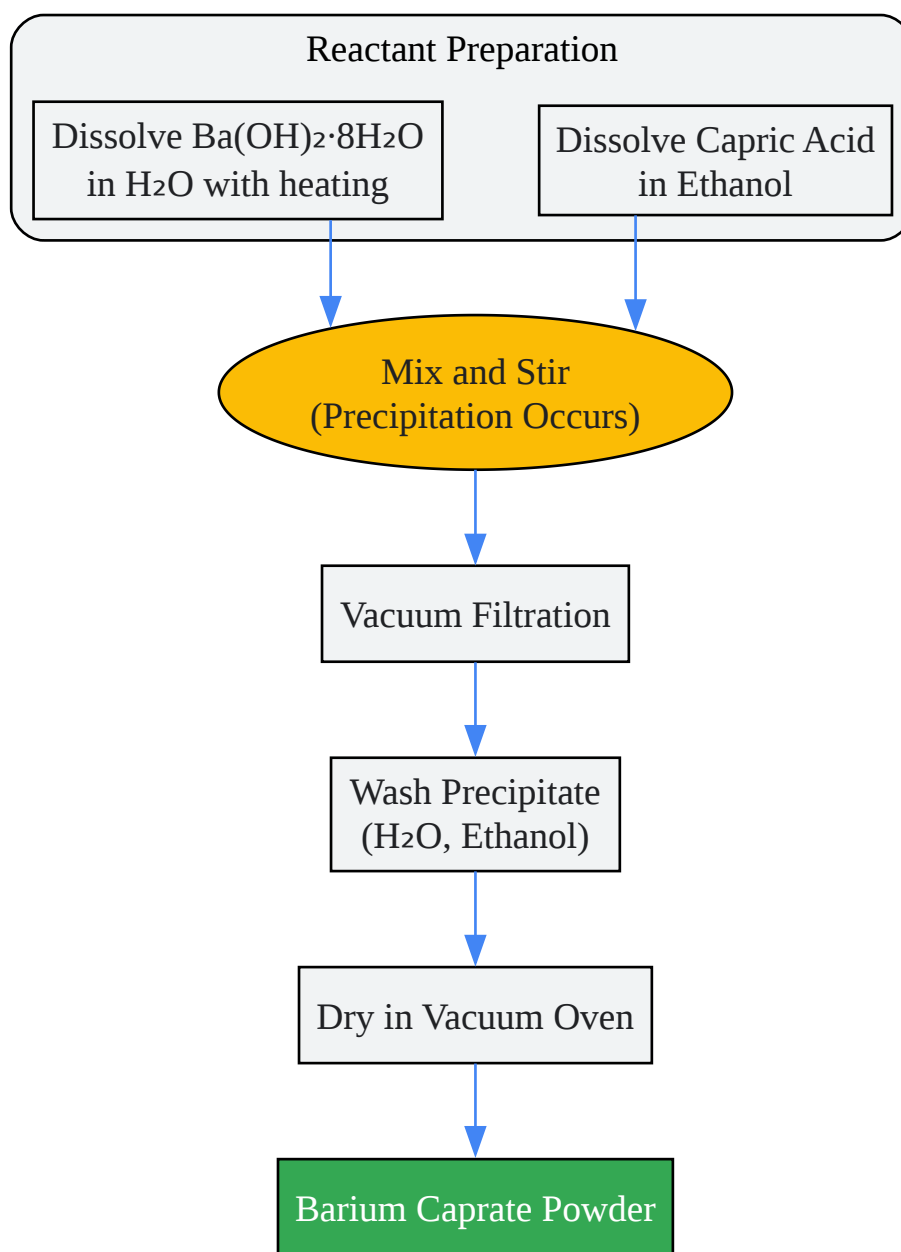 Reactant Preparation
Dissolve Ba(OH)₂·8H₂O
in H₂O with heating
Dissolve Capric Acid
in Ethanol
Mix and Stir
(Precipitation Occurs)
Vacuum Filtration
Wash Precipitate
(H₂O, Ethanol)
Dry in Vacuum Oven
Barium Caprate Powder